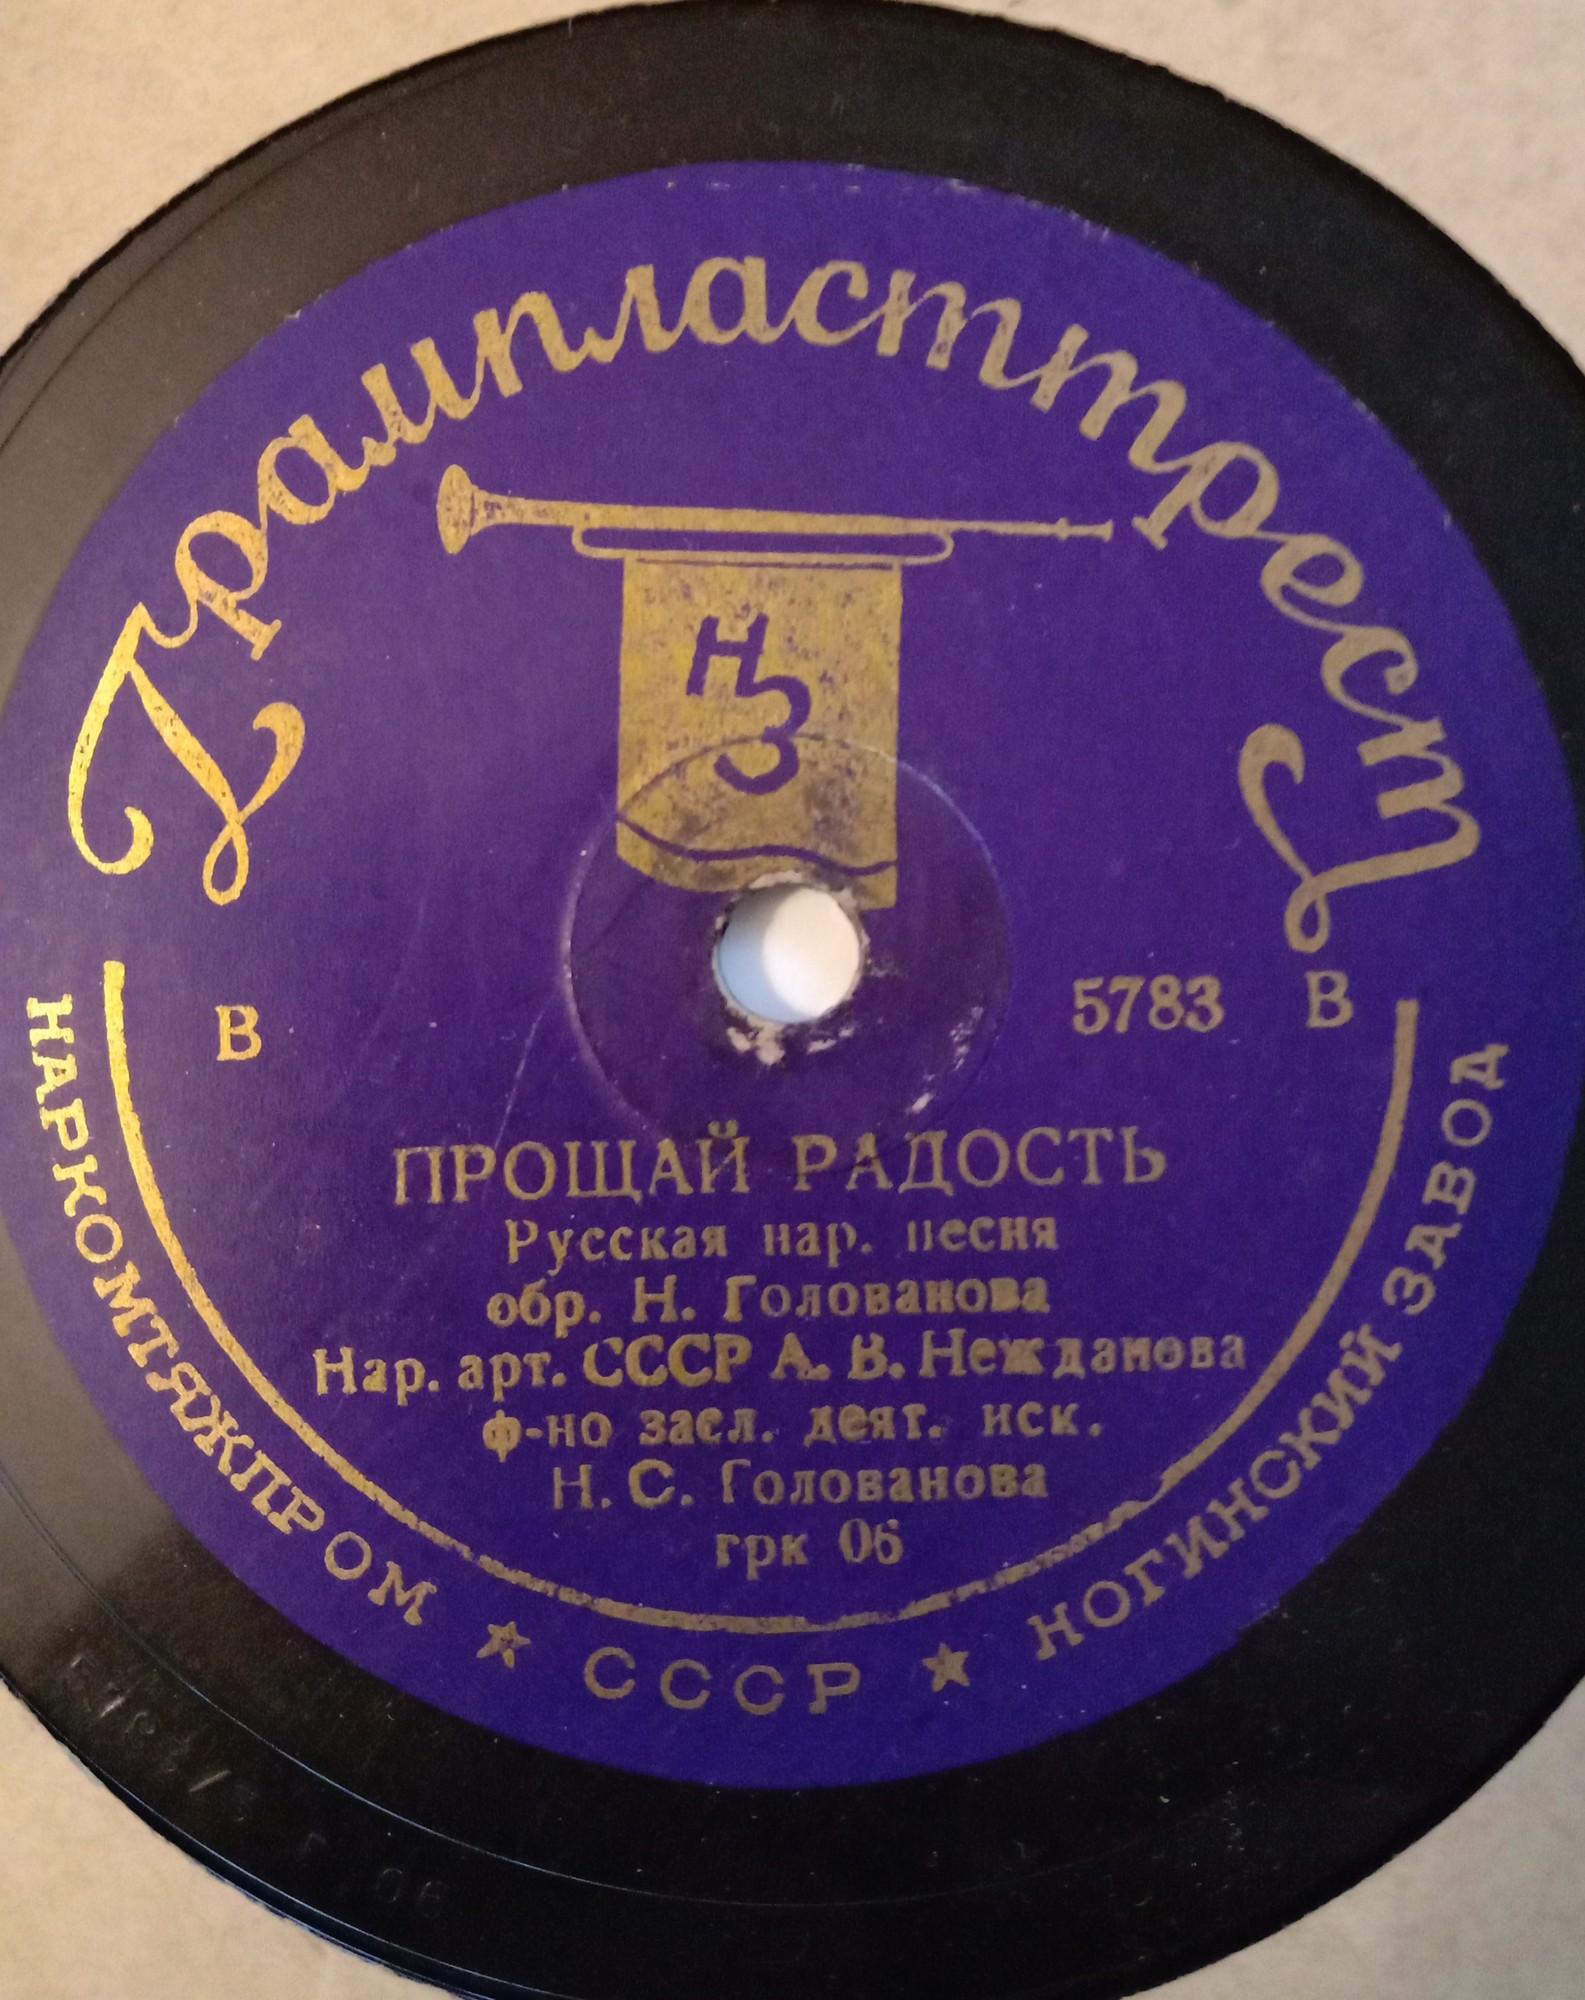 Грампласттрест
НЗ
В 5783 В
ПРОЩАЙ РАДОСТЬ
Русская нар. песня
обр. Н. Голованова
Нар. арт. СССР А. В. Нежданова
ф-но засл. деят. иск.
Н. С. Голованова
грк 06
НАРКОМТЯЖПРОМ ★ СССР ★ НОГИНСКИЙ ЗАВОД